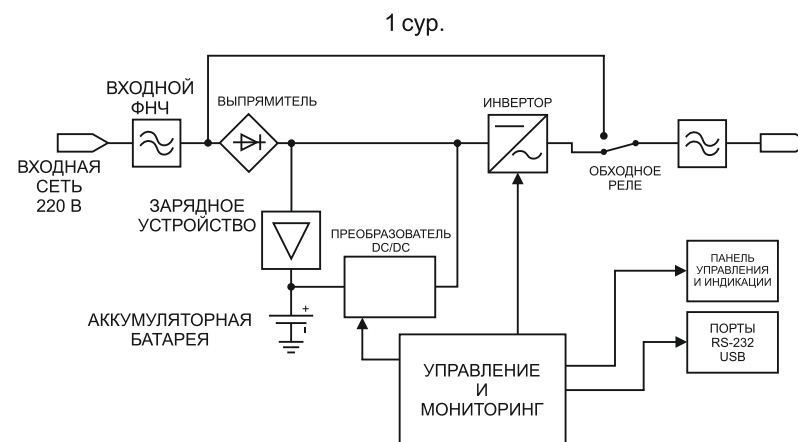 1 сур.
ВХОДНОЙ
ФНЧ
ВЫПРЯМИТЕЛЬ
ИНВЕРТОР
ВХОДНАЯ
СЕТЬ
220 В
ОБХОДНОЕ
РЕЛЕ
ЗАРЯДНОЕ
УСТРОЙСТВО
ПРЕОБРАЗОВАТЕЛЬ
DC/DC
ПАНЕЛЬ
УПРАВЛЕНИЯ
И ИНДИКАЦИИ
АККУМУЛЯТОРНАЯ
БАТАРЕЯ
+
ПОРТЫ
RS-232
USB
УПРАВЛЕНИЕ
И
МОНИТОРИНГ